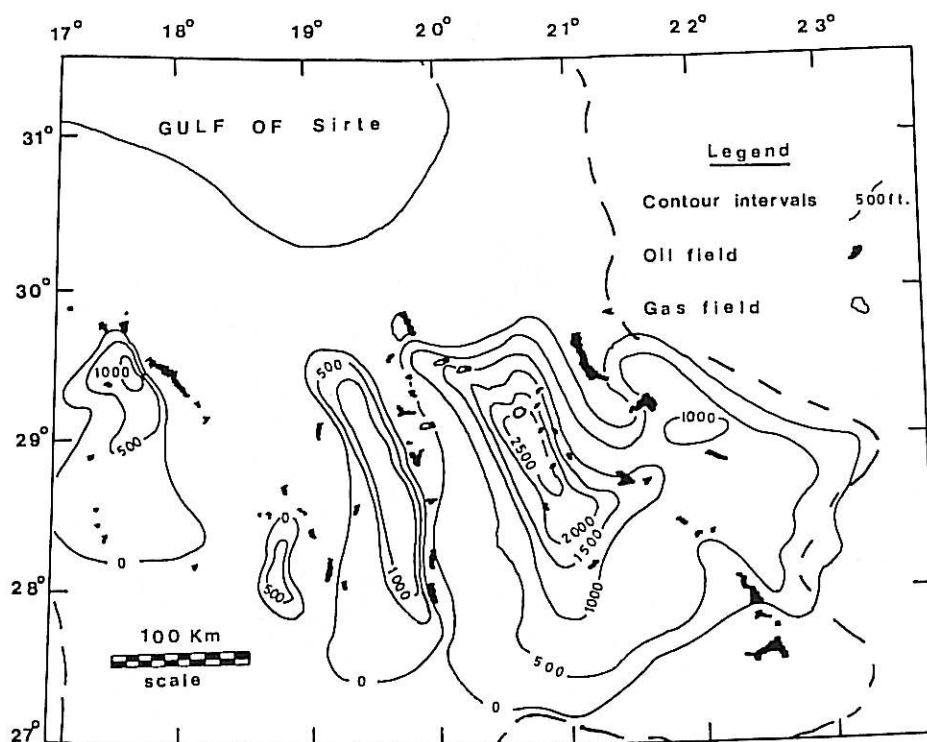 17° 18° 19° 20° 21° 22° 23°
31°
30°
29°
28°
27°
GULF OF Sirte
Legend
Contour intervals 500ft.
Oil field
Gas field
1000
500
0
0
500
500
1000
0
2500
2000
1500
1000
500
0
1000
100 Km
scale